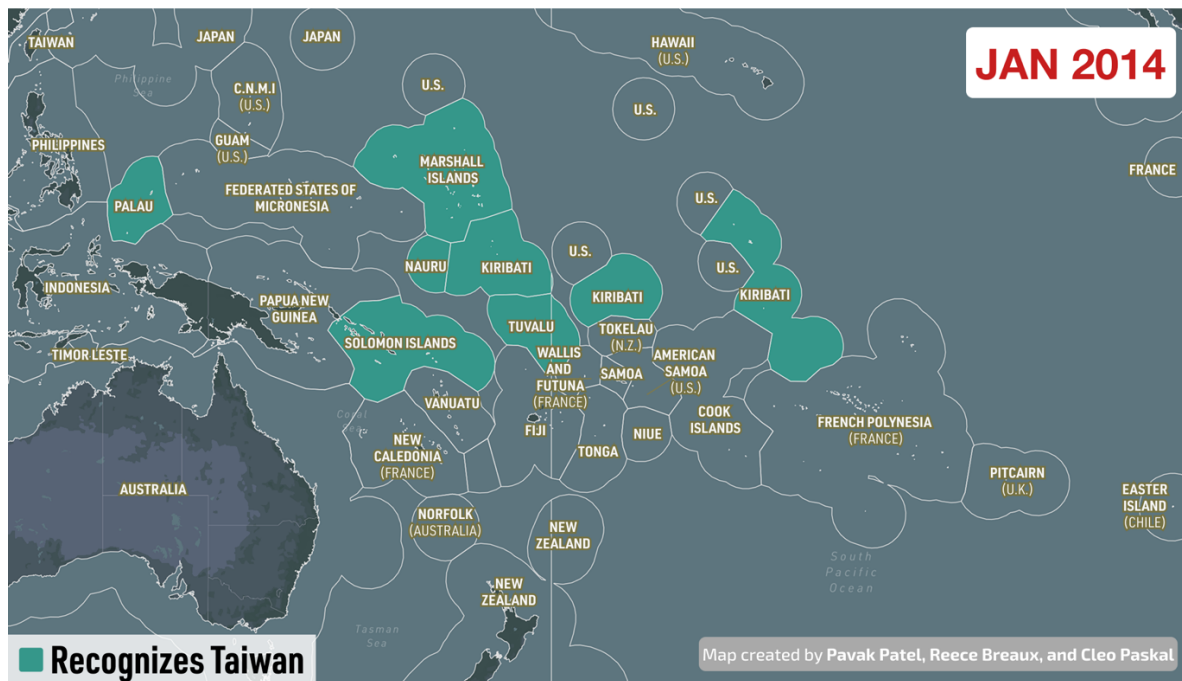 TAIWAN
JAPAN
JAPAN
HAWAII
(U.S.)
JAN 2014
Philippine
Sea
C.N.M.I
(U.S.)
U.S.
U.S.
PHILIPPINES
GUAM
(U.S.)
MARSHALL
ISLANDS
FRANCE
PALAU
FEDERATED STATES OF
MICRONESIA
U.S.
U.S.
NAURU
KIRIBATI
U.S.
INDONESIA
PAPUA NEW
GUINEA
KIRIBATI
KIRIBATI
SOLOMON ISLANDS
TUVALU
TOKELAU
(N.Z.)
TIMOR LESTE
WALLIS
AND
FUTUNA
(FRANCE)
SAMOA
AMERICAN
SAMOA
(U.S.)
Coral
Sea
VANUATU
FIJI
COOK
ISLANDS
FRENCH POLYNESIA
(FRANCE)
NEW
CALEDONIA
(FRANCE)
TONGA
NIUE
PITCAIRN
(U.K.)
AUSTRALIA
EASTER
ISLAND
(CHILE)
NORFOLK
(AUSTRALIA)
NEW
ZEALAND
South
Pacific
Ocean
NEW
ZEALAND
Tasman
Sea
Recognizes Taiwan
Map created by Pavak Patel, Reece Breaux, and Cleo Paskal